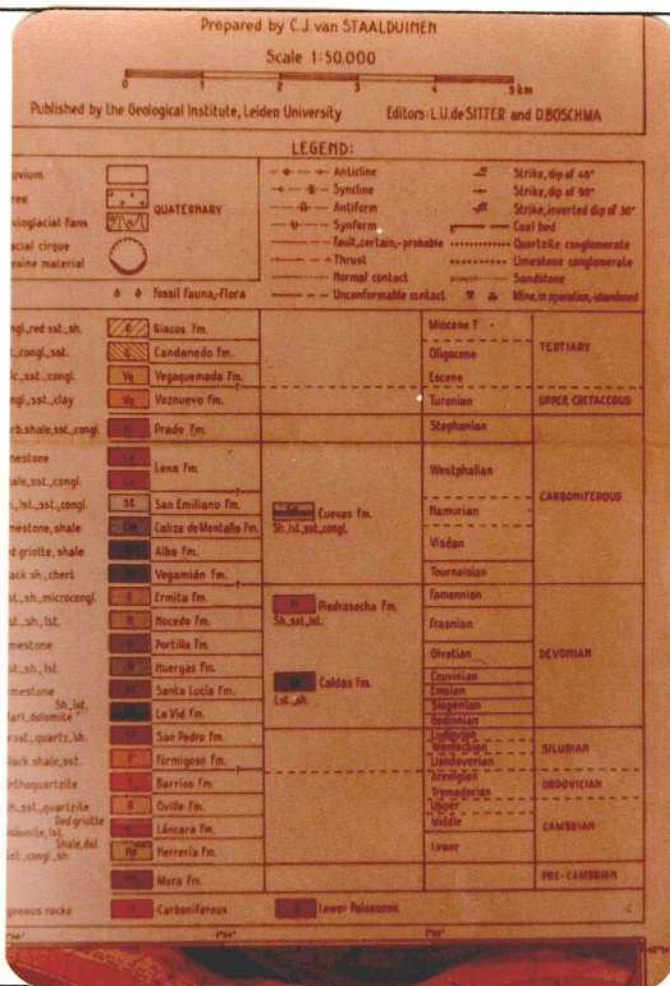 Prepared by C.J. van STAALDUINEN
Scale 1:50.000
0 1 2 3 4 5 km
Published by the Geological Institute, Leiden University Editors: L.U. de SITTER and D. BOSCHMA
LEGEND:
QUATERNARY
fossil fauna,-flora
Anticline
Syncline
Antiform
Synform
Fault, certain,- probable
Thrust
Normal contact
Unconformable contact
Strike, dip of 40°
Strike, dip of 90°
Strike, inverted dip of 30°
Coal bed
Quartzite conglomerate
Limestone conglomerate
Sandstone
Mine, in operation,-abandoned
Biacos fm. Miocene ?
Candanedo fm. Oligocene TERTIARY
Vegaquemada fm. Eocene
Voznuevo fm. Turonian UPPER CRETACEOUS
Prado fm. Stephanian
Lena fm. Westphalian CARBONIFEROUS
San Emiliano fm. Cuevas fm. Namurian
Sh, lst, sst, congl.
Caliza de Montaña fm.
Alba fm. Viséan
Vegamián fm. Tournaisian
Ermita fm. Piedrasecha fm. Famennian
Sh, sst, lst.
Nocedo fm. Frasnian
Portilla fm.
Huergas fm. Caldas fm. Givetian DEVONIAN
Lst., sh.
Santa Lucía fm. Couvinian
Emsian
La Vid fm. Siegenian
Gedinnian
San Pedro fm. Ludlovian
Wenlockian SILURIAN
Formigoso fm. Llandoverian
Barrios fm. Arenigian ORDOVICIAN
Tremadocian
Oville fm. Upper
Láncara fm. Middle CAMBRIAN
Herrería fm. Lower
Mora fm. PRE-CAMBRIAN
Carboniferous Lower Paleozoic